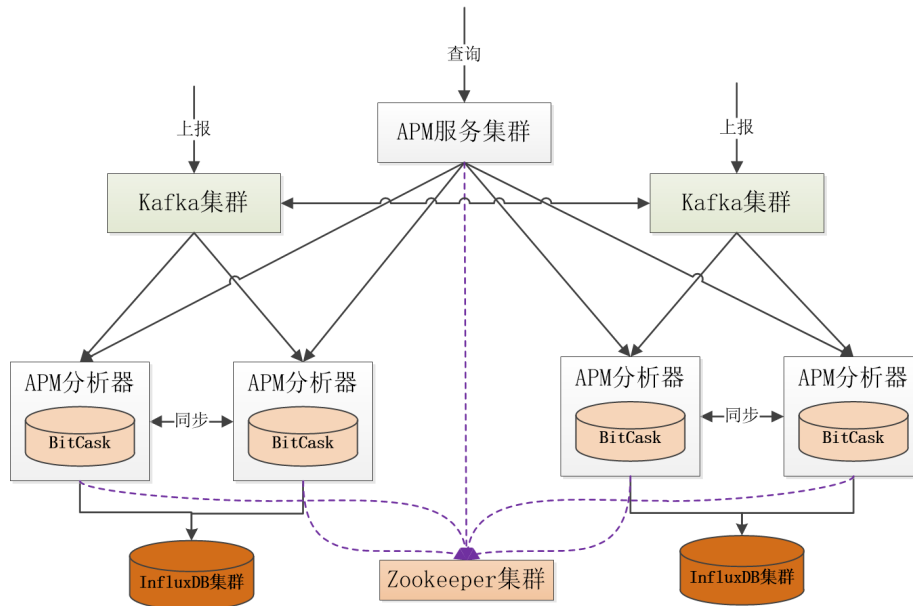 查询
上报
APM服务集群
上报
Kafka集群
Kafka集群
APM分析器
APM分析器
APM分析器
APM分析器
BitCask
同步
BitCask
BitCask
同步
BitCask
InfluxDB集群
Zookeeper集群
InfluxDB集群